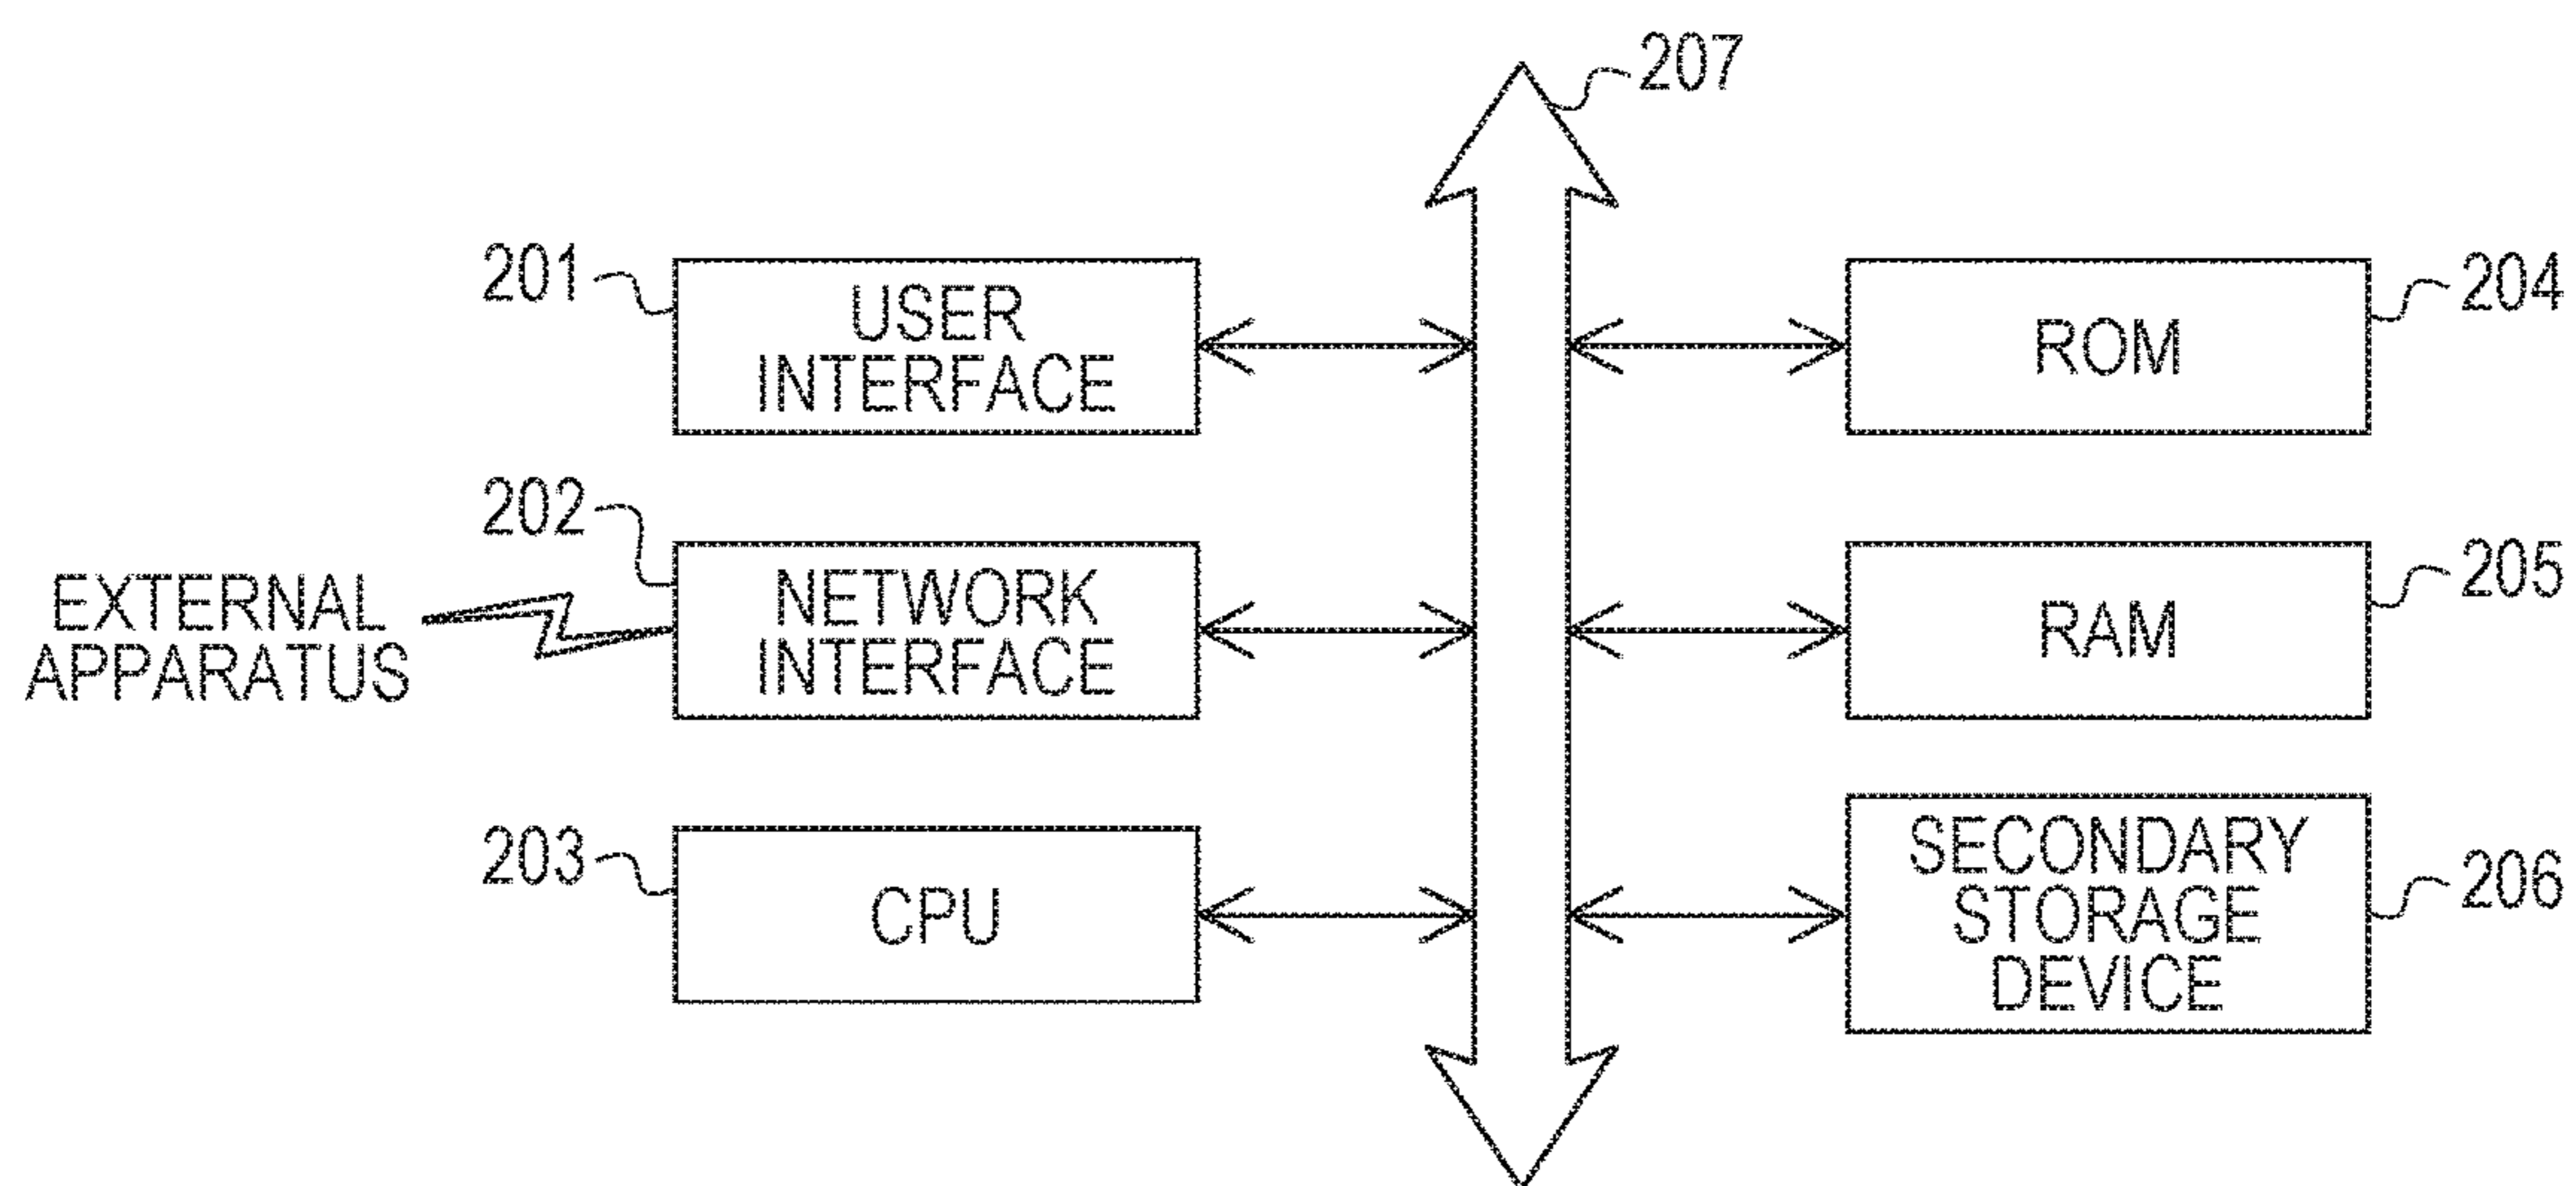 207
201
USER
INTERFACE
204
ROM
202
NETWORK
INTERFACE
EXTERNAL
APPARATUS
205
RAM
203
CPU
206
SECONDARY
STORAGE
DEVICE